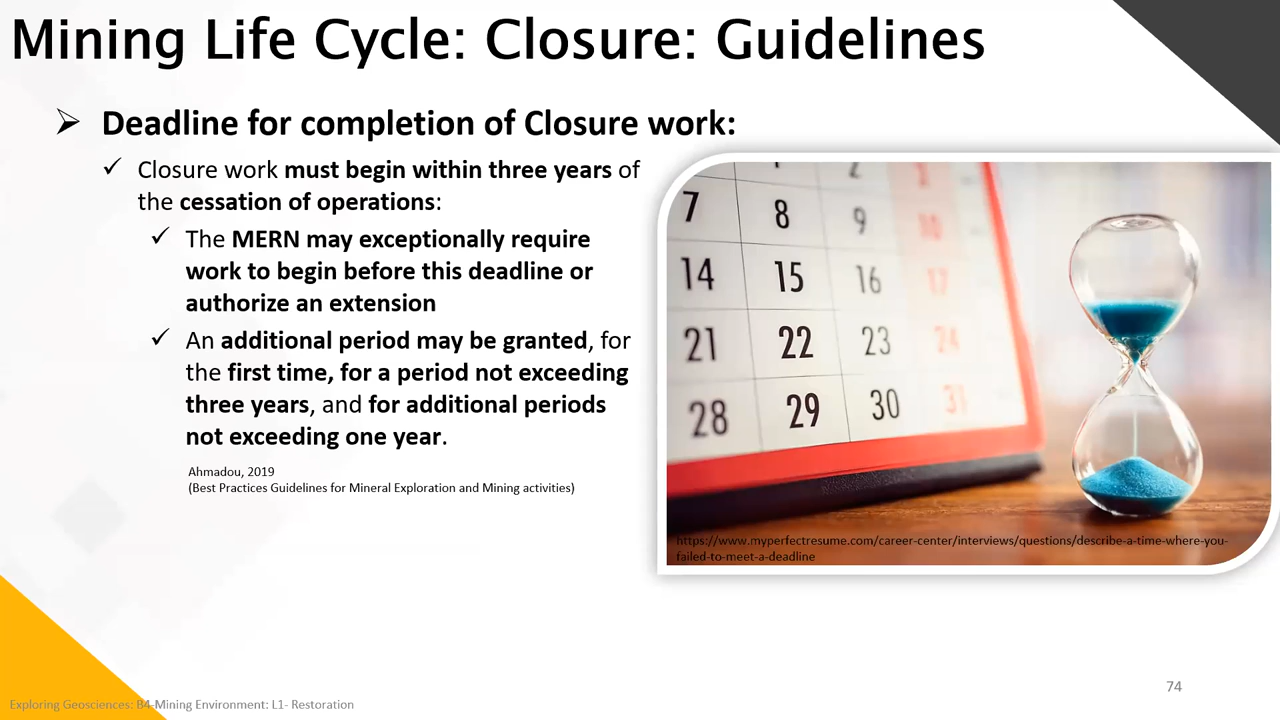 Mining Life Cycle: Closure: Guidelines
Deadline for completion of Closure work:
Closure work must begin within three years of
the cessation of operations:
The MERN may exceptionally require
work to begin before this deadline or
authorize an extension
An additional period may be granted, for
the first time, for a period not exceeding
three years, and for additional periods
not exceeding one year.
Ahmadou, 2019
(Best Practices Guidelines for Mineral Exploration and Mining activities)
7 8 9 10
14 15 16 17
21 22 23 24
28 29 30 31
https://www.myperfectresume.com/career-center/interviews/questions/describe-a-time-where-you-
failed-to-meet-a-deadline
74
Exploring Geosciences: B4-Mining Environment: L1- Restoration